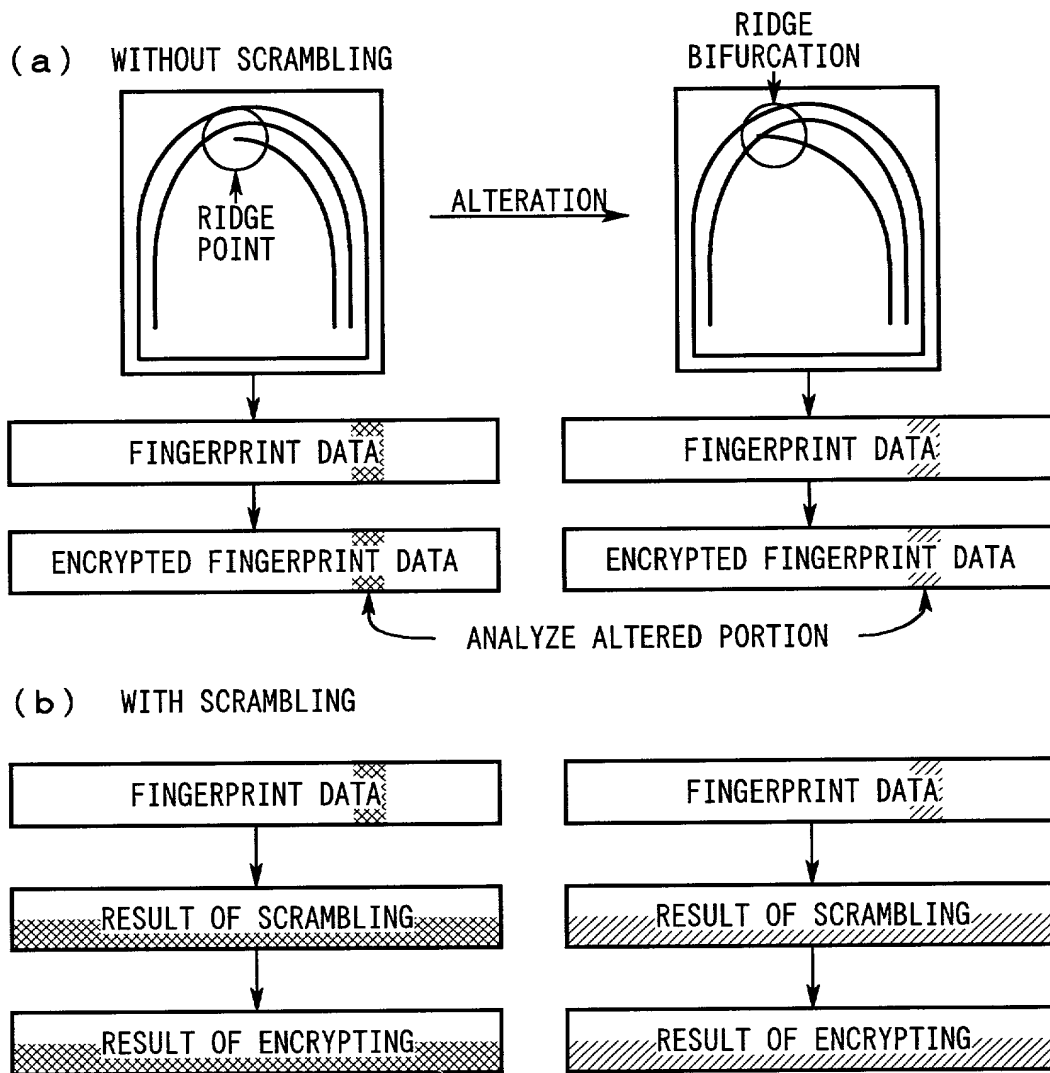 (a) WITHOUT SCRAMBLING
RIDGE
BIFURCATION
RIDGE
POINT
ALTERATION
FINGERPRINT DATA
FINGERPRINT DATA
ENCRYPTED FINGERPRINT DATA
ENCRYPTED FINGERPRINT DATA
ANALYZE ALTERED PORTION
(b) WITH SCRAMBLING
FINGERPRINT DATA
FINGERPRINT DATA
RESULT OF SCRAMBLING
RESULT OF SCRAMBLING
RESULT OF ENCRYPTING
RESULT OF ENCRYPTING